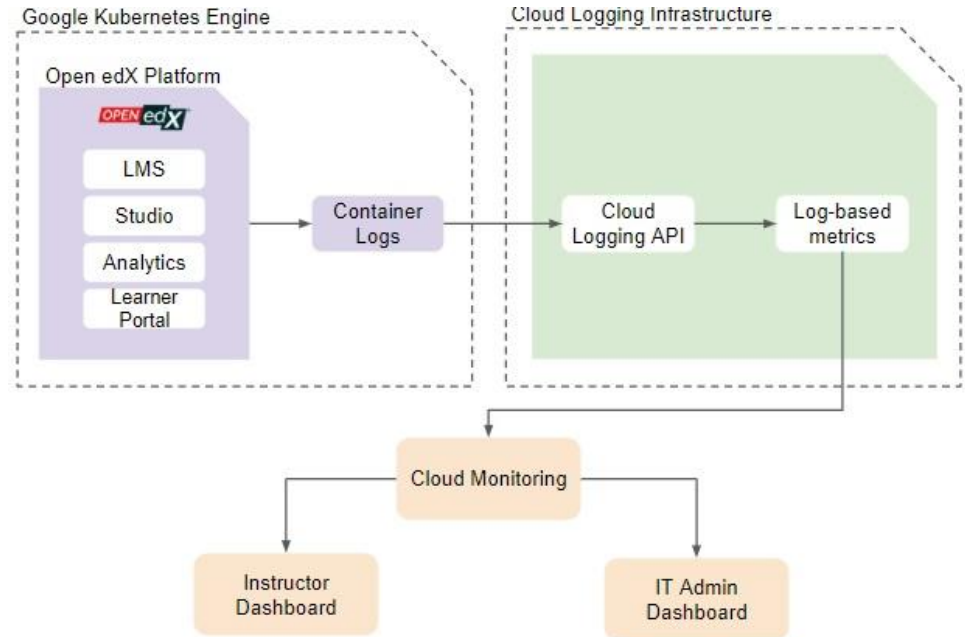 Google Kubernetes Engine
Cloud Logging Infrastructure
Open edX Platform
OPEN edX
LMS
Studio
Analytics
Learner
Portal
Container
Logs
Cloud
Logging API
Log-based
metrics
Cloud Monitoring
Instructor
Dashboard
IT Admin
Dashboard